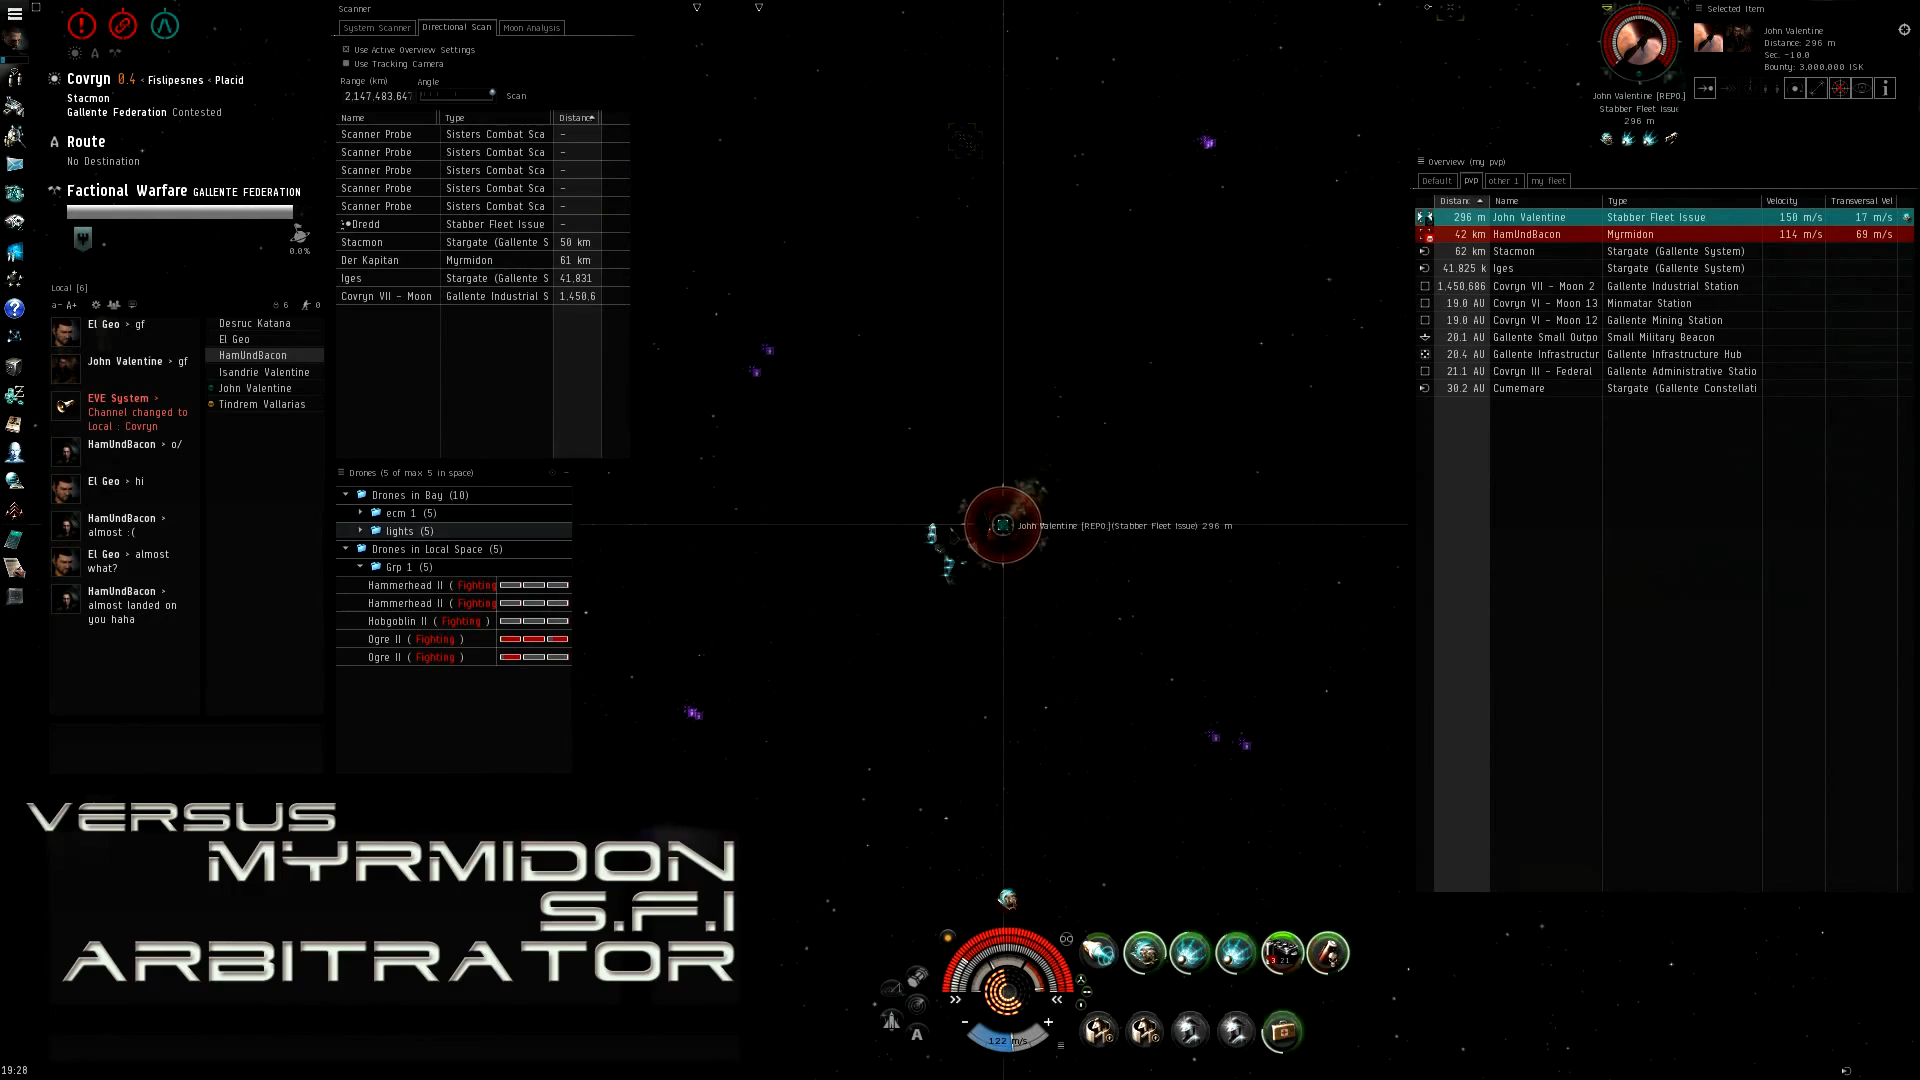 Covryn 0.4 < Fislipesnes < Placid
Stacmon
Gallente Federation Contested
A Route
No Destination
Factional Warfare GALLENTE FEDERATION
0.0%
Local [6]
a- A+
6
0
El Geo > gf
John Valentine > gf
EVE System >
Channel changed to
Local : Covryn
HamUndBacon > o/
El Geo > hi
HamUndBacon >
almost :(
El Geo > almost
what?
HamUndBacon >
almost landed on
you haha
Desruc Katana
El Geo
HamUndBacon
Isandrie Valentine
John Valentine
Tindrem Vallarias
Scanner
System Scanner
Directional Scan
Moon Analysis
Use Active Overview Settings
Use Tracking Camera
Range (km)
Angle
2,147,483,647
Scan
Name Type Distanc
Scanner Probe Sisters Combat Sca -
Scanner Probe Sisters Combat Sca -
Scanner Probe Sisters Combat Sca -
Scanner Probe Sisters Combat Sca -
Scanner Probe Sisters Combat Sca -
Dredd Stabber Fleet Issue -
Stacmon Stargate (Gallente S 50 km
Der Kapitan Myrmidon 61 km
Iges Stargate (Gallente S 41,831
Covryn VII - Moon Gallente Industrial S 1,450,6
Drones (5 of max 5 in space)
Drones in Bay (10)
ecm 1 (5)
lights (5)
Drones in Local Space (5)
Grp 1 (5)
Hammerhead II ( Fighting
Hammerhead II ( Fighting
Hobgoblin II ( Fighting )
Ogre II ( Fighting )
Ogre II ( Fighting )
John Valentine [REPO.](Stabber Fleet Issue) 296 m
John Valentine [REPO.]
Stabber Fleet Issue
296 m
Selected Item
John Valentine
Distance: 296 m
Sec. -10.0
Bounty: 3,000,000 ISK
Overview (my pvp)
Default
pvp
other 1
my fleet
Distanc Name Type Velocity Transversal Vel
296 m John Valentine Stabber Fleet Issue 150 m/s 17 m/s
42 km HamUndBacon Myrmidon 114 m/s 69 m/s
62 km Stacmon Stargate (Gallente System)
41,825 k Iges Stargate (Gallente System)
1,450,686 Covryn VII - Moon 2 Gallente Industrial Station
19.0 AU Covryn VI - Moon 13 Minmatar Station
19.0 AU Covryn VI - Moon 12 Gallente Mining Station
20.1 AU Gallente Small Outpo Small Military Beacon
20.4 AU Gallente Infrastructur Gallente Infrastructure Hub
21.1 AU Covryn III - Federal Gallente Administrative Statio
30.2 AU Cumemare Stargate (Gallente Constellati
VERSUS
MYRMIDON
S.F.I
ARBITRATOR
A
122 m/s
19:28